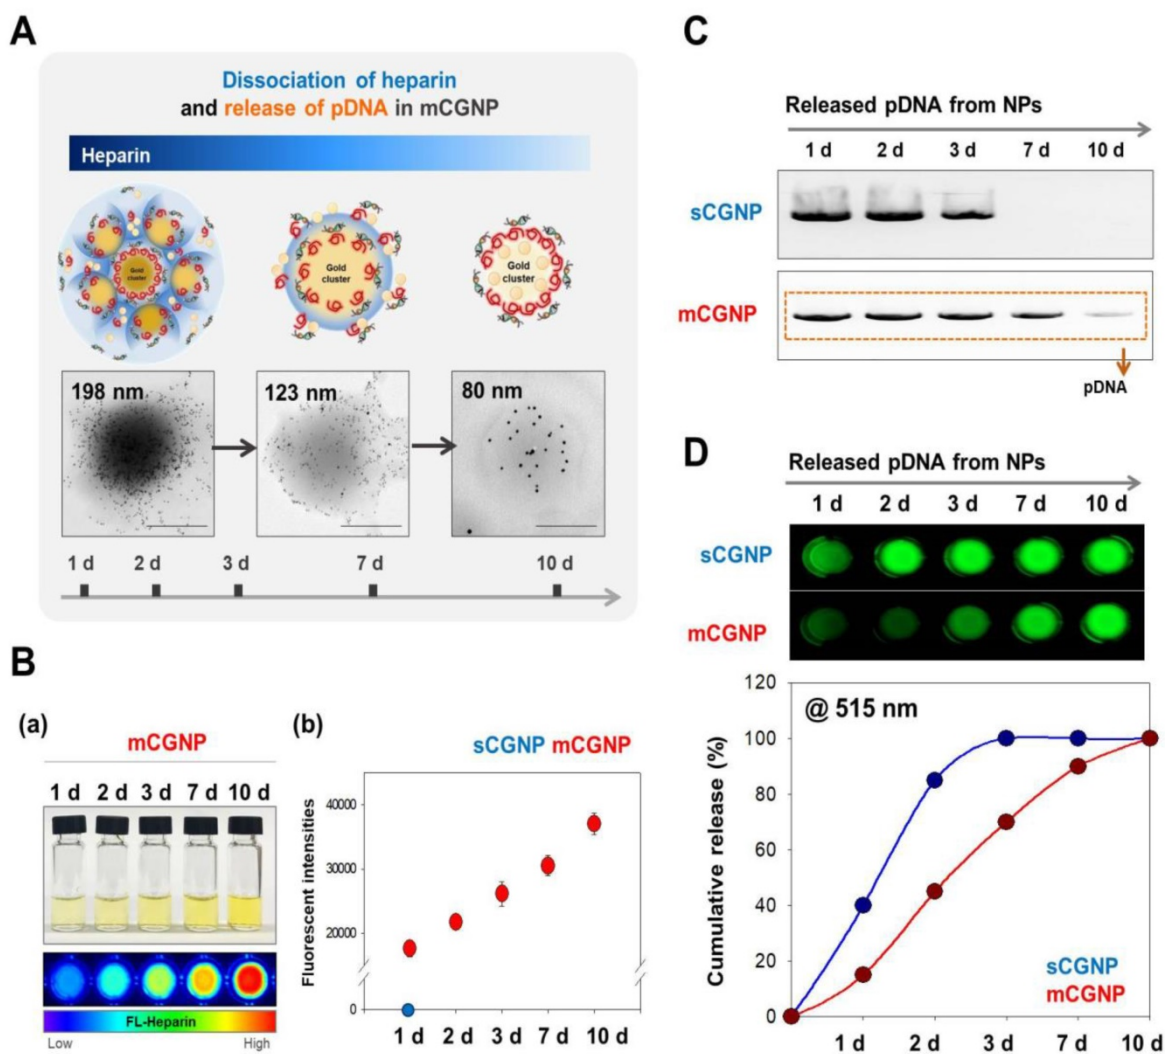 A
Dissociation of heparin
and release of pDNA in mCGNP
Heparin
Gold
cluster
Gold
cluster
Gold
cluster
198 nm
123 nm
80 nm
1 d 2 d 3 d 7 d 10 d
B
(a)
mCGNP
1 d 2 d 3 d 7 d 10 d
FL-Heparin
Low High
(b)
sCGNP mCGNP
Fluorescent intensities
40000
30000
20000
0
1 d 2 d 3 d 7 d 10 d
C
Released pDNA from NPs
1 d 2 d 3 d 7 d 10 d
sCGNP
mCGNP
pDNA
D
Released pDNA from NPs
1 d 2 d 3 d 7 d 10 d
sCGNP
mCGNP
@ 515 nm
Cumulative release (%)
120
100
80
60
40
20
0
sCGNP
mCGNP
1 d 2 d 3 d 7 d 10 d